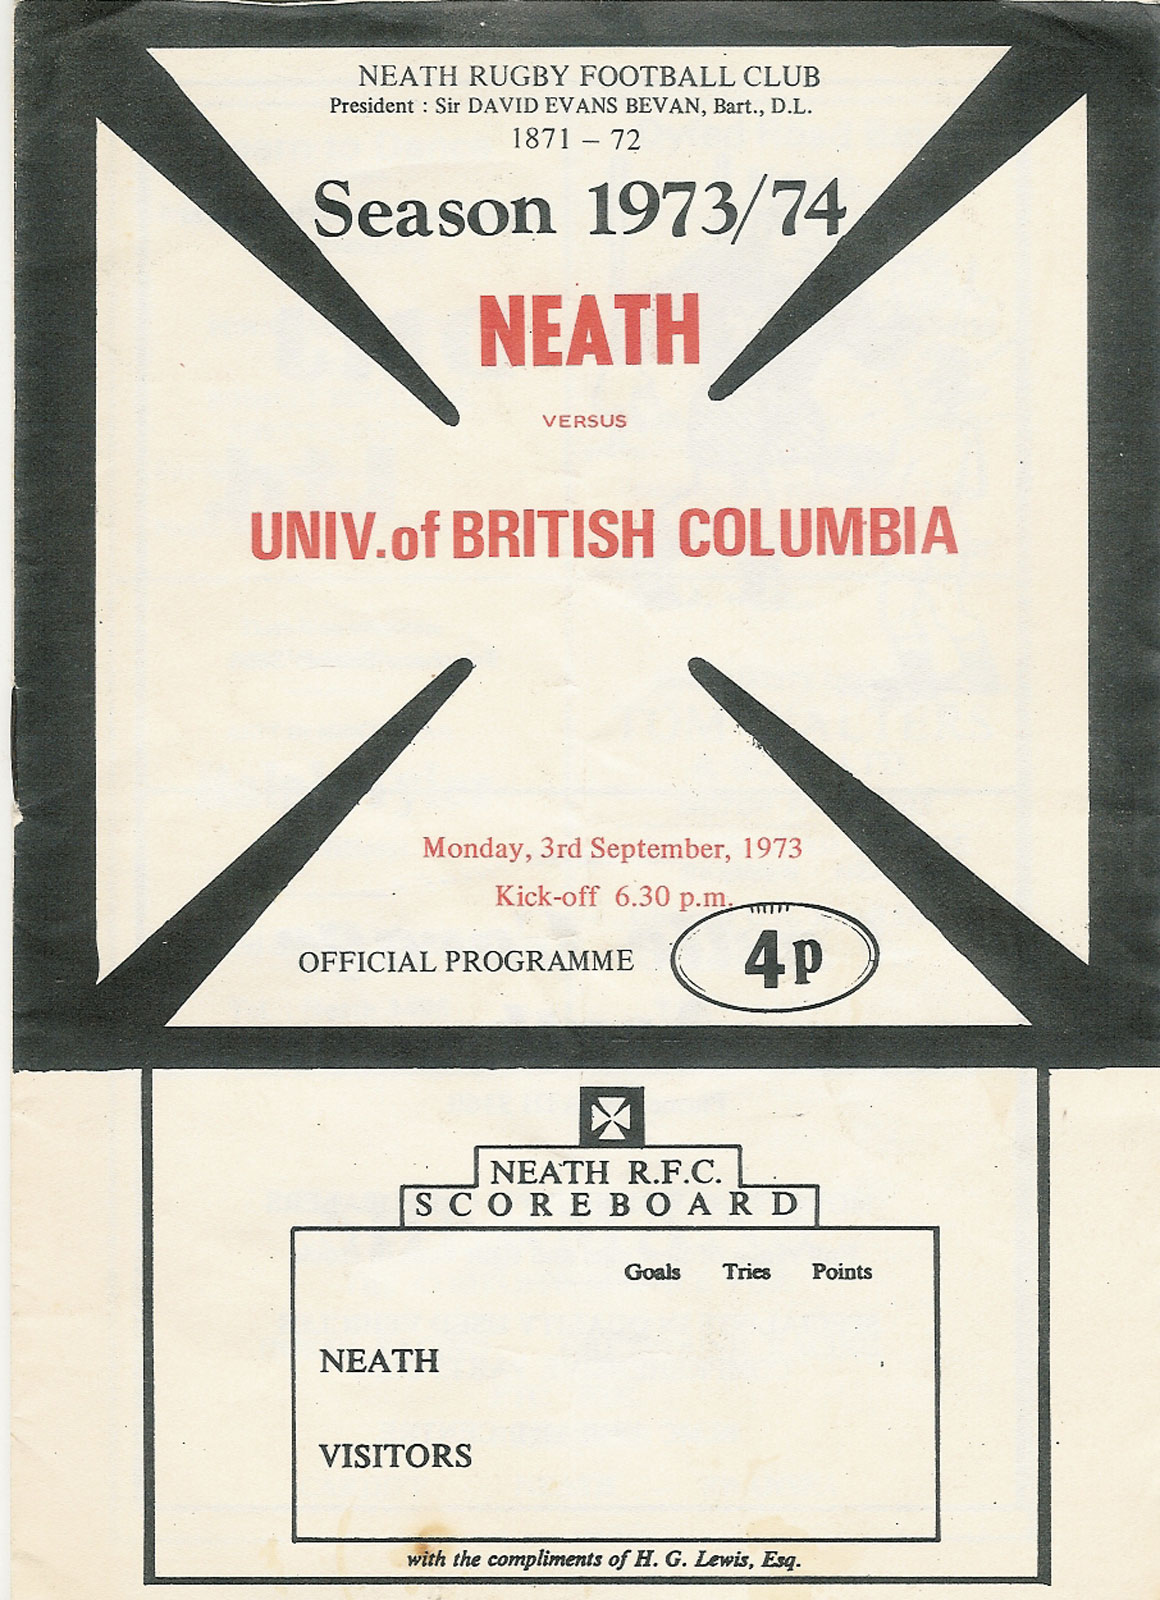 NEATH RUGBY FOOTBALL CLUB
President : Sir DAVID EVANS BEVAN, Bart., D.L.
1871 – 72
Season 1973/74
NEATH
VERSUS
UNIV. of BRITISH COLUMBIA
Monday, 3rd September, 1973
Kick-off 6.30 p.m.
OFFICIAL PROGRAMME 4p
NEATH R.F.C.
SCOREBOARD
Goals Tries Points
NEATH
VISITORS
with the compliments of H. G. Lewis, Esq.